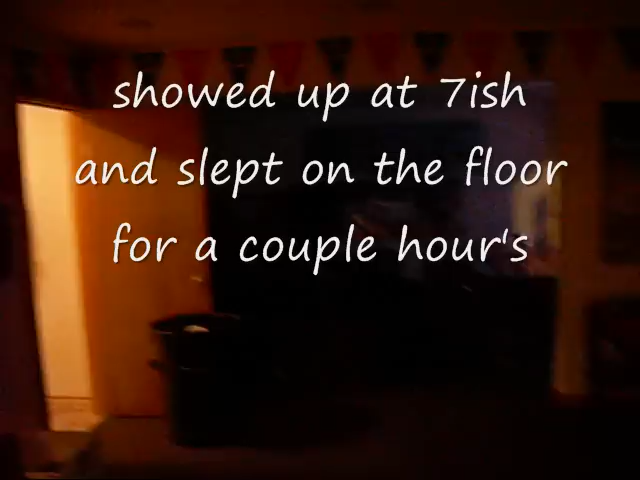 showed up at 7ish
and slept on the floor
for a couple hour's